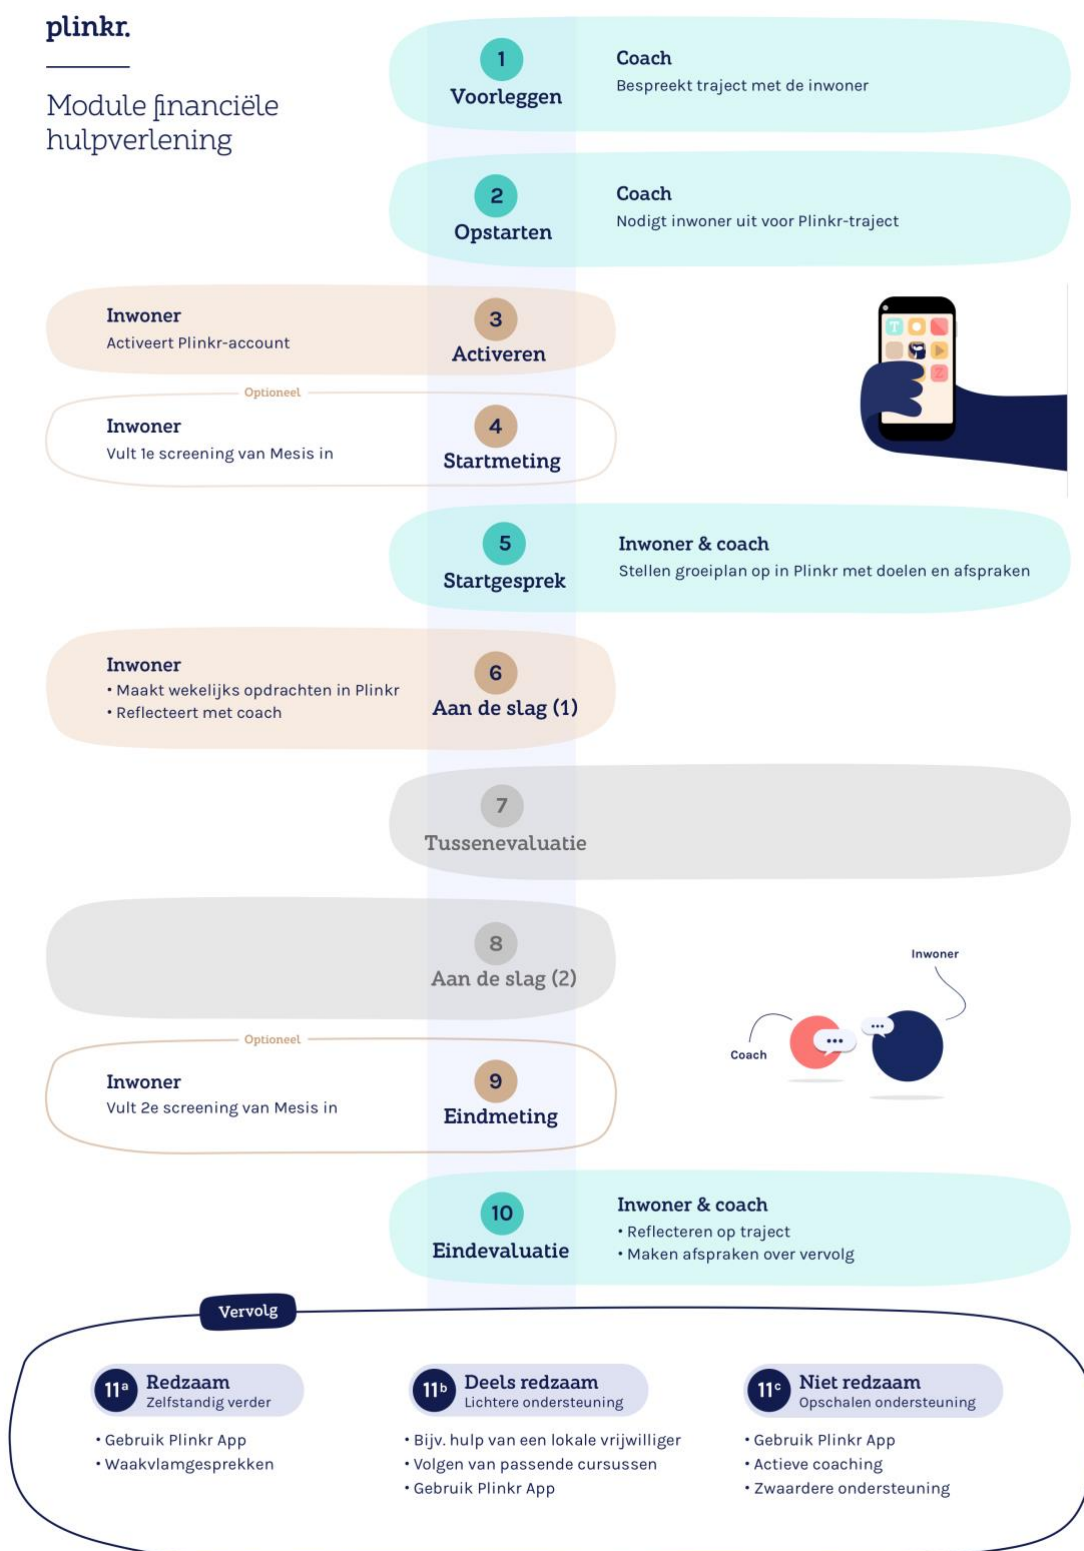 plinkr.
Module financiële
hulpverlening
1
Voorleggen
Coach
Bespreekt traject met de inwoner
2
Opstarten
Coach
Nodigt inwoner uit voor Plinkr-traject
Inwoner
Activeert Plinkr-account
3
Activeren
Optioneel
Inwoner
Vult 1e screening van Mesis in
4
Startmeting
T
Z
5
Startgesprek
Inwoner & coach
Stellen groeiplan op in Plinkr met doelen en afspraken
Inwoner
• Maakt wekelijks opdrachten in Plinkr
• Reflecteert met coach
6
Aan de slag (1)
7
Tussenevaluatie
8
Aan de slag (2)
Inwoner
Coach
Optioneel
Inwoner
Vult 2e screening van Mesis in
9
Eindmeting
10
Eindevaluatie
Inwoner & coach
• Reflecteren op traject
• Maken afspraken over vervolg
Vervolg
11ª Redzaam
Zelfstandig verder
• Gebruik Plinkr App
• Waakvlamgesprekken
11ᵇ Deels redzaam
Lichtere ondersteuning
• Bijv. hulp van een lokale vrijwilliger
• Volgen van passende cursussen
• Gebruik Plinkr App
11ᶜ Niet redzaam
Opschalen ondersteuning
• Gebruik Plinkr App
• Actieve coaching
• Zwaardere ondersteuning